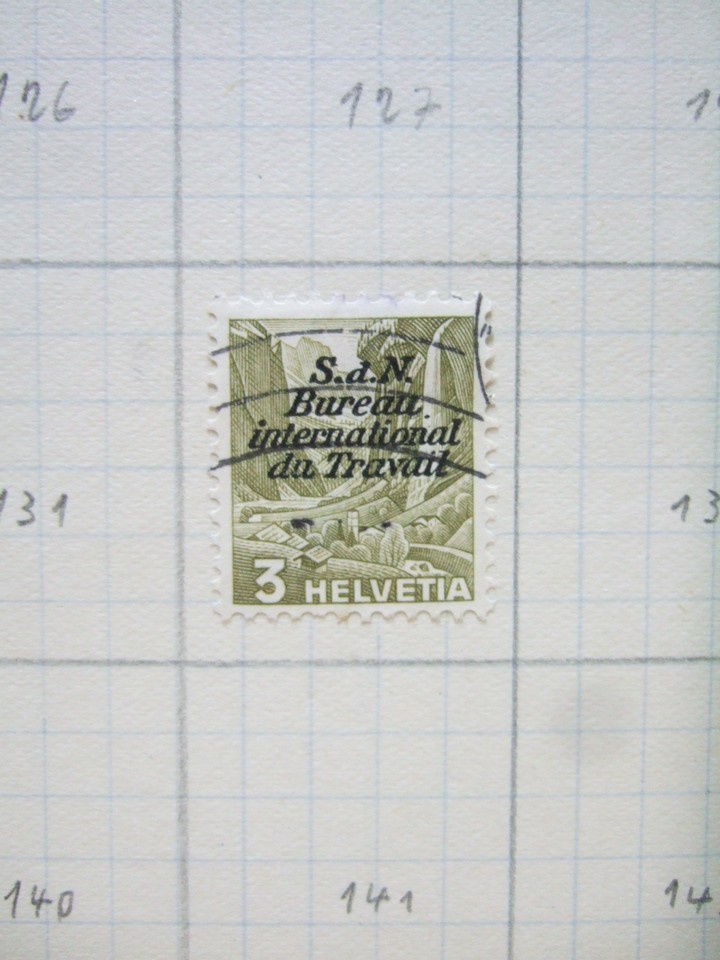 126 127
S.d.N.
Bureau
international
du Travail
131
3 HELVETIA
140 141